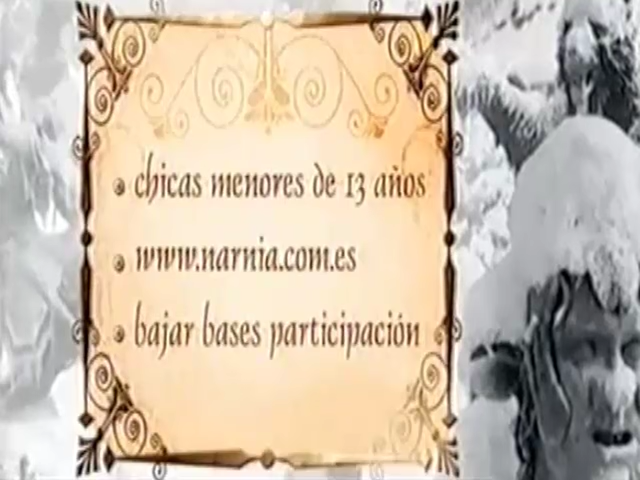 chicas menores de 13 años
www.narnia.com.es
bajar bases participación